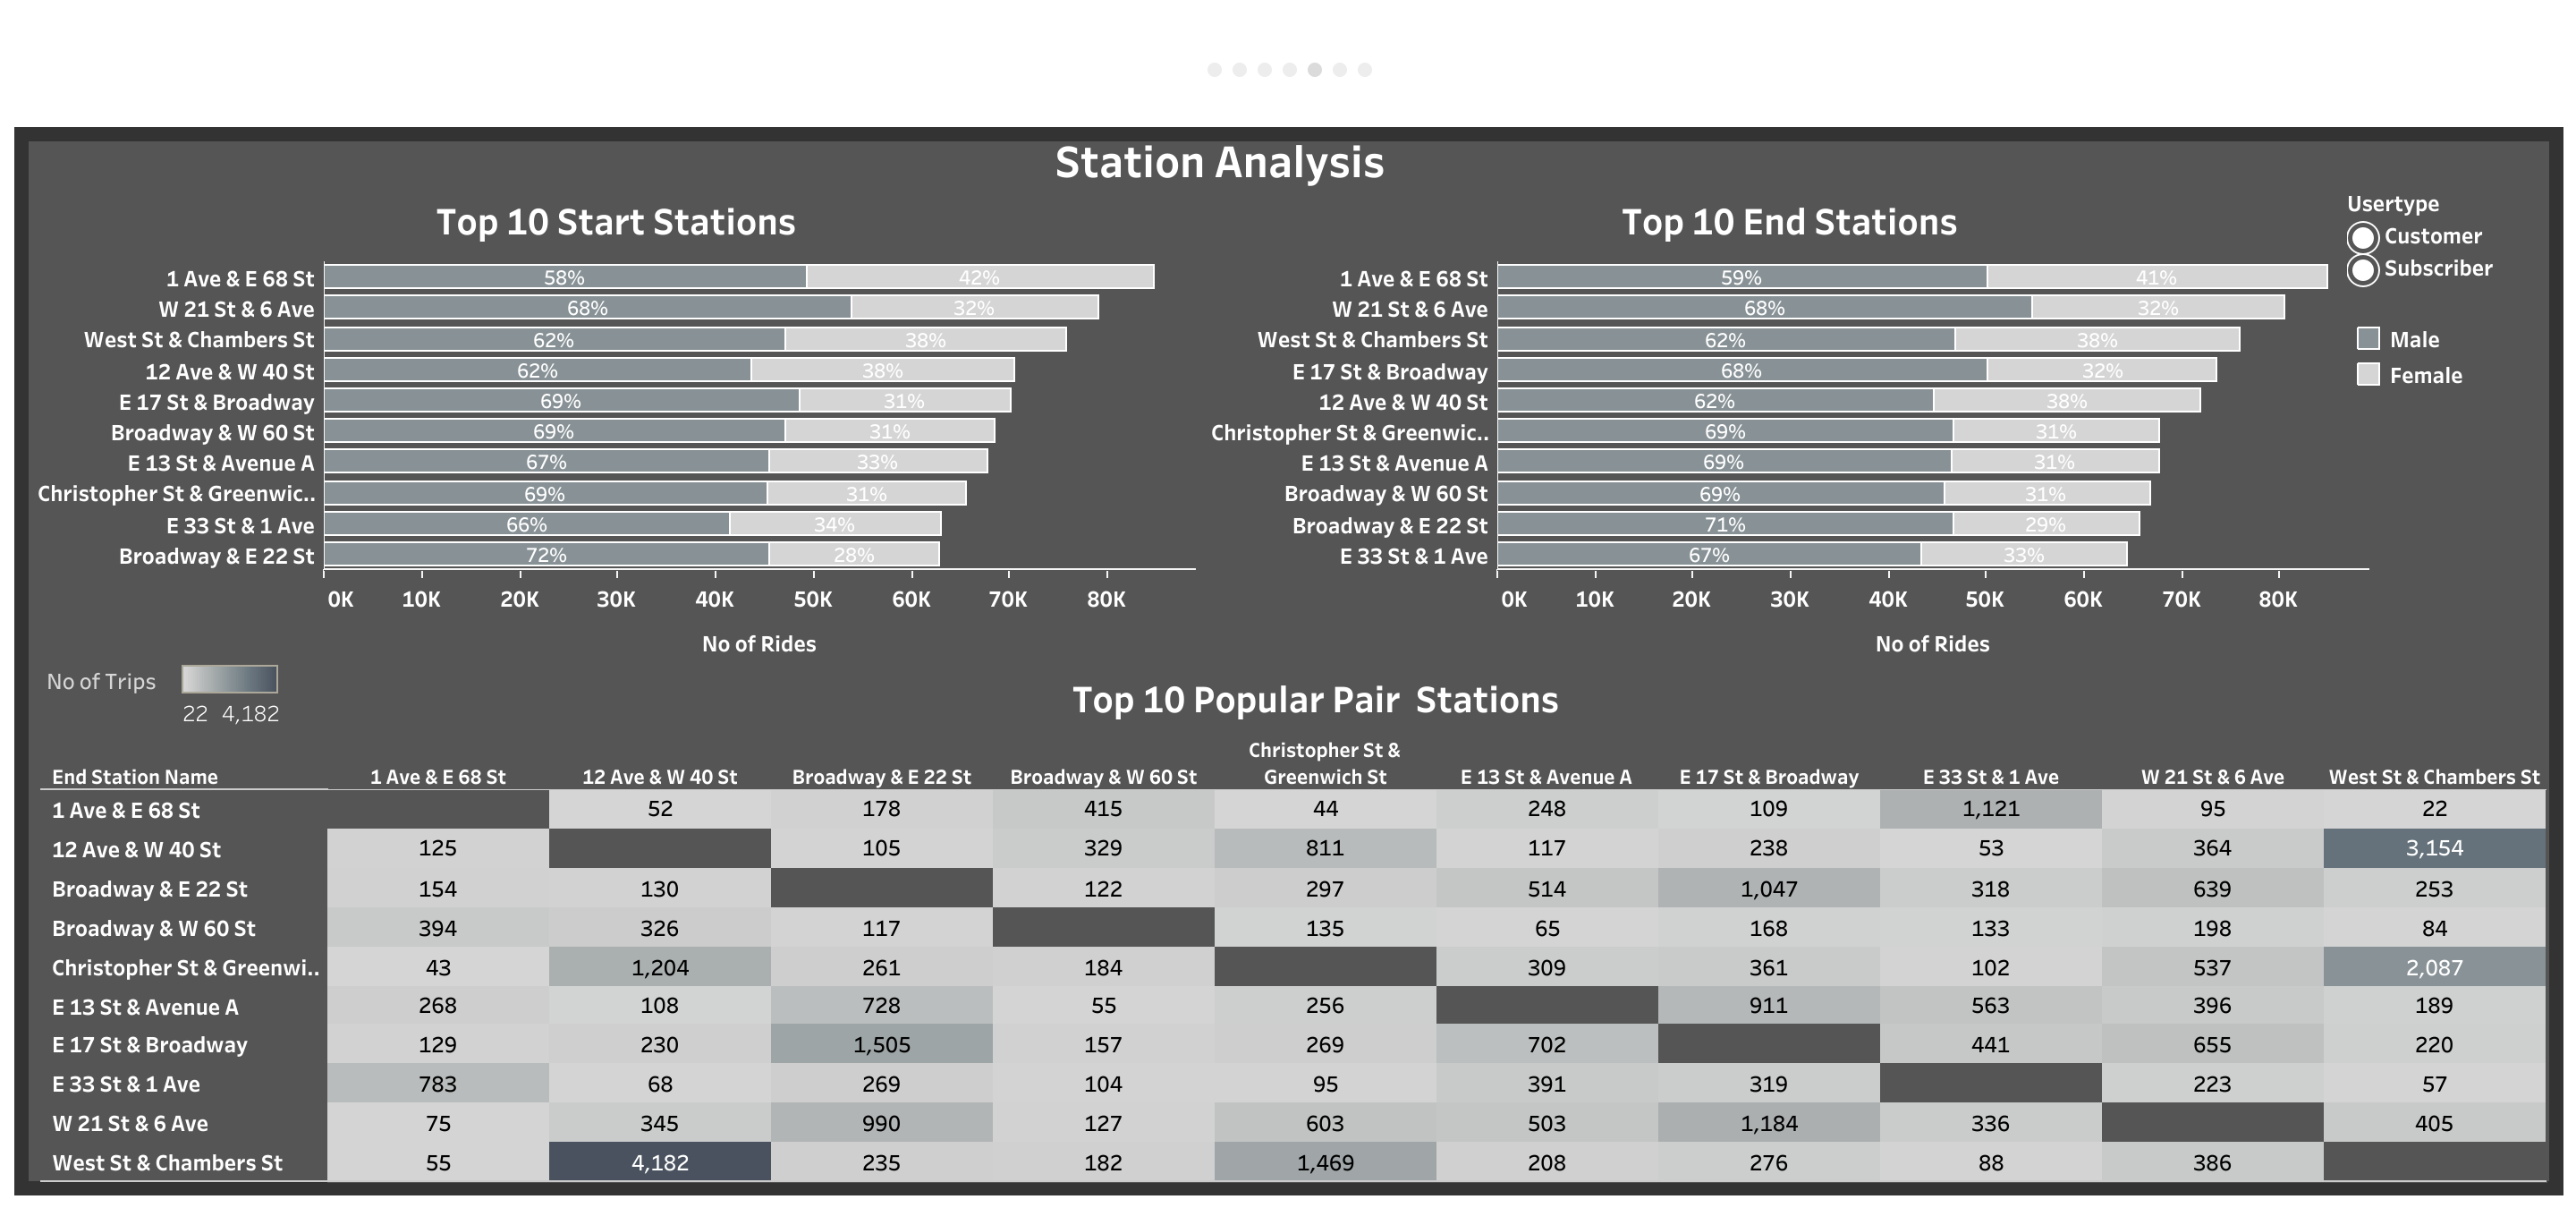 Station Analysis
Top 10 Start Stations
1 Ave & E 68 St 58% 42%
W 21 St & 6 Ave 68% 32%
West St & Chambers St 62% 38%
12 Ave & W 40 St 62% 38%
E 17 St & Broadway 69% 31%
Broadway & W 60 St 69% 31%
E 13 St & Avenue A 67% 33%
Christopher St & Greenwic.. 69% 31%
E 33 St & 1 Ave 66% 34%
Broadway & E 22 St 72% 28%
0K 10K 20K 30K 40K 50K 60K 70K 80K
No of Rides
Top 10 End Stations
1 Ave & E 68 St 59% 41%
W 21 St & 6 Ave 68% 32%
West St & Chambers St 62% 38%
E 17 St & Broadway 68% 32%
12 Ave & W 40 St 62% 38%
Christopher St & Greenwic.. 69% 31%
E 13 St & Avenue A 69% 31%
Broadway & W 60 St 69% 31%
Broadway & E 22 St 71% 29%
E 33 St & 1 Ave 67% 33%
0K 10K 20K 30K 40K 50K 60K 70K 80K
No of Rides
Usertype
Customer
Subscriber
Male
Female
No of Trips
22 4,182
Top 10 Popular Pair Stations
Christopher St &
End Station Name 1 Ave & E 68 St 12 Ave & W 40 St Broadway & E 22 St Broadway & W 60 St Greenwich St E 13 St & Avenue A E 17 St & Broadway E 33 St & 1 Ave W 21 St & 6 Ave West St & Chambers St
1 Ave & E 68 St 52 178 415 44 248 109 1,121 95 22
12 Ave & W 40 St 125 105 329 811 117 238 53 364 3,154
Broadway & E 22 St 154 130 122 297 514 1,047 318 639 253
Broadway & W 60 St 394 326 117 135 65 168 133 198 84
Christopher St & Greenwi.. 43 1,204 261 184 309 361 102 537 2,087
E 13 St & Avenue A 268 108 728 55 256 911 563 396 189
E 17 St & Broadway 129 230 1,505 157 269 702 441 655 220
E 33 St & 1 Ave 783 68 269 104 95 391 319 223 57
W 21 St & 6 Ave 75 345 990 127 603 503 1,184 336 405
West St & Chambers St 55 4,182 235 182 1,469 208 276 88 386